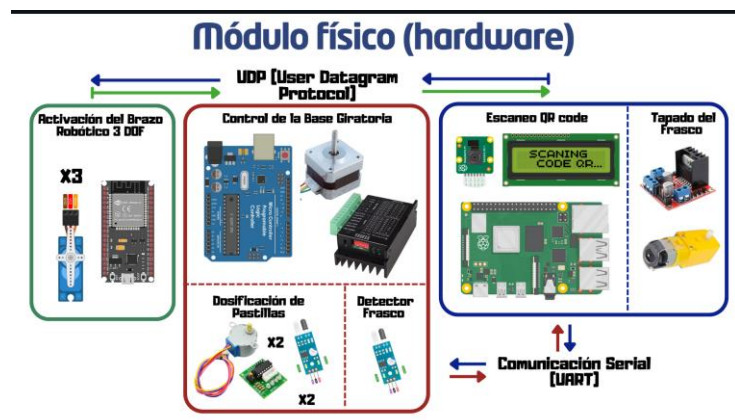 Módulo físico (hardware)
UDP [User Datagram
Protocol]
Activación del Brazo
Robótico 3 DOF
X3
Control de la Base Giratoria
Dosificación de
Pastillas
X2
X2
Detector
Frasco
Escaneo QR code
SCANING
CODE QR...
Tapado del
Frasco
Comunicación Serial
[UART]